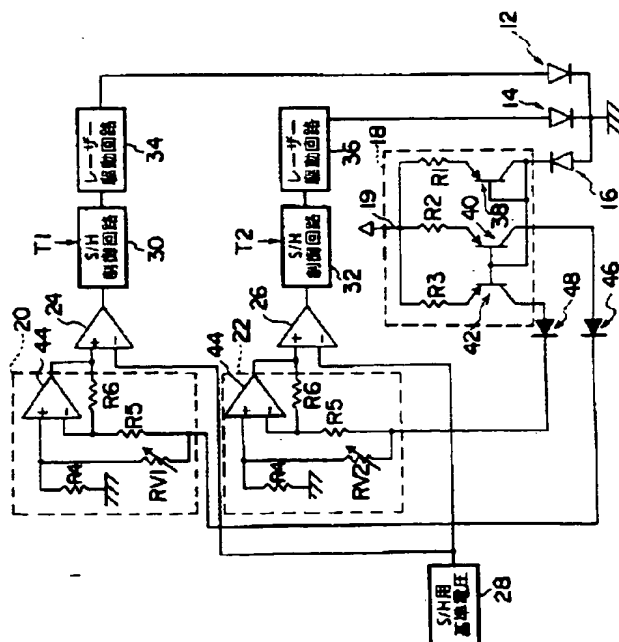 T1
T2
レーザー
駆動回路
34
S/H
制御回路
30
レーザー
駆動回路
36
S/H
制御回路
32
20
44
24
+
-
+
-
R6
R5
R4
RV1
22
44
26
+
-
+
-
R6
R5
R4
RV2
12
14
16
18
19
R1
R2
R3
38
40
42
48
46
S/H用
基準電圧
28